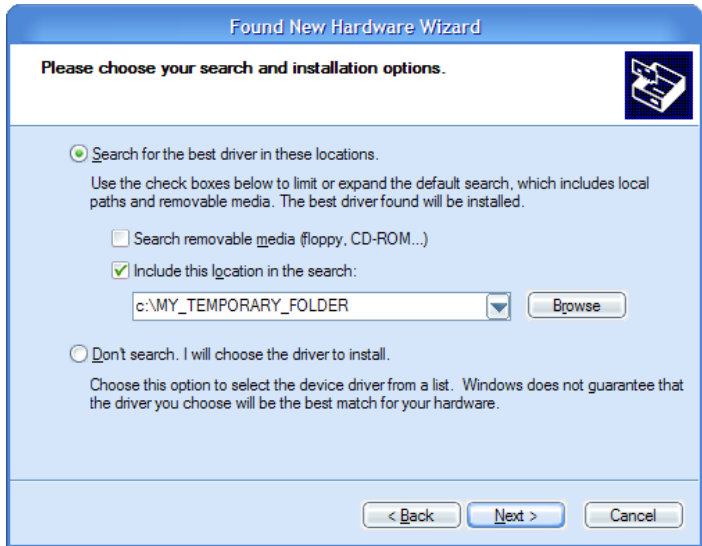 Found New Hardware Wizard
Please choose your search and installation options.
Search for the best driver in these locations.
Use the check boxes below to limit or expand the default search, which includes local
paths and removable media. The best driver found will be installed.
Search removable media (floppy, CD-ROM...)
Include this location in the search:
c:\MY_TEMPORARY_FOLDER
Browse
Don't search. I will choose the driver to install.
Choose this option to select the device driver from a list.  Windows does not guarantee that
the driver you choose will be the best match for your hardware.
< Back
Next >
Cancel